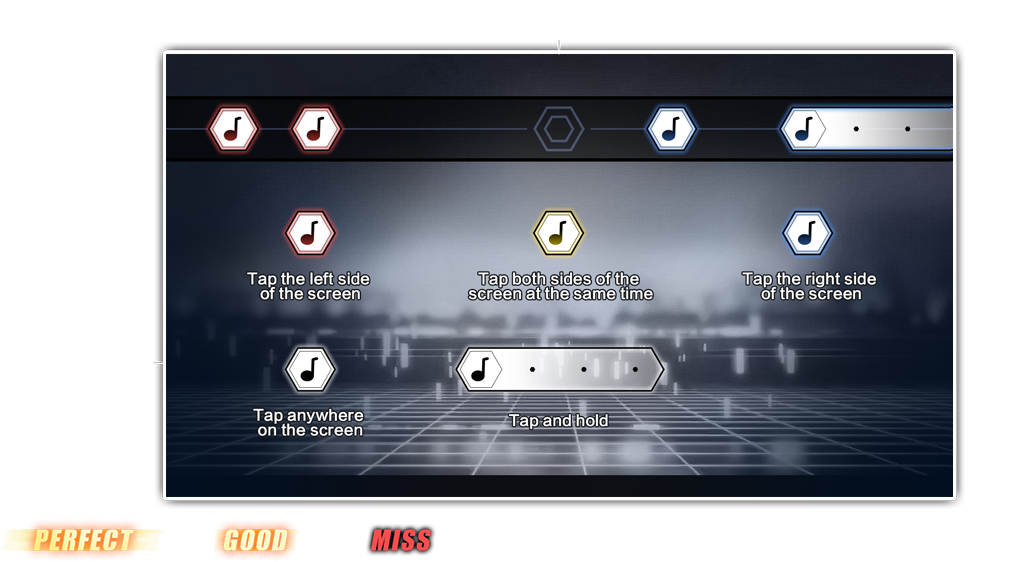 Tap the left side
of the screen
Tap both sides of the
screen at the same time
Tap the right side
of the screen
Tap anywhere
on the screen
Tap and hold
PERFECT
GOOD
MISS